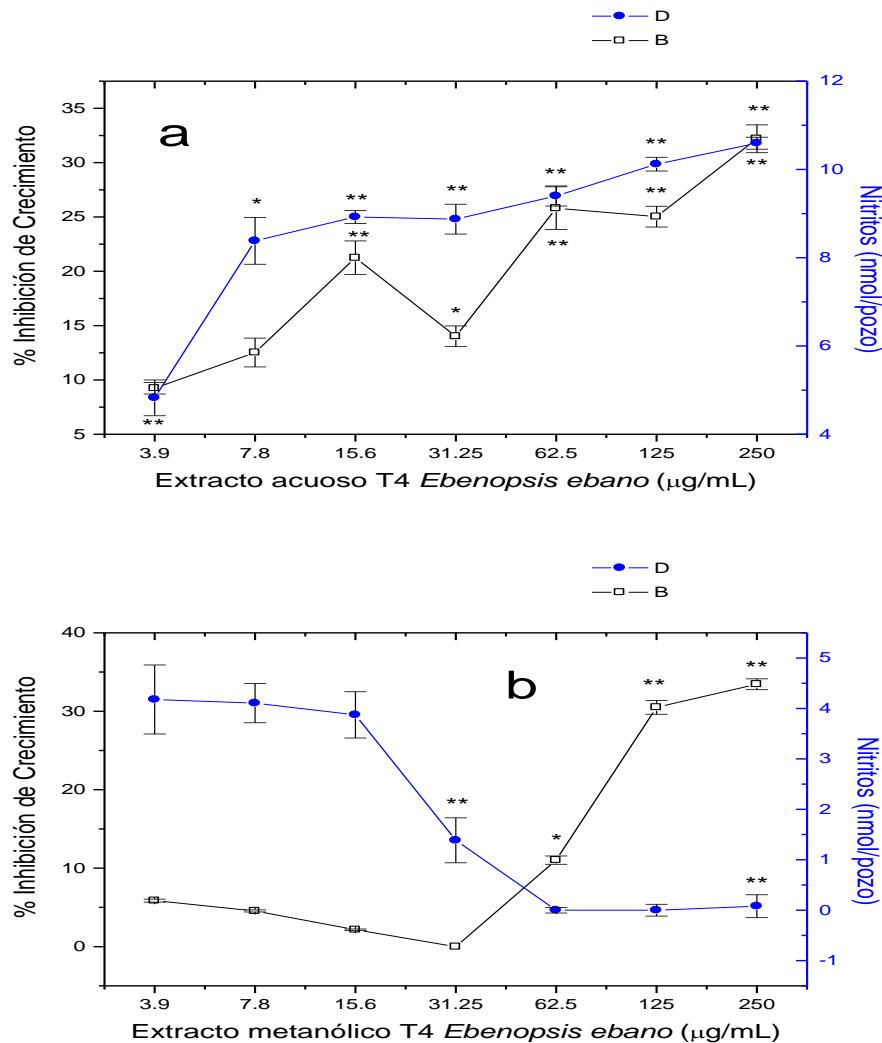 D
B
a
% Inhibición de Crecimiento
35
30
25
20
15
10
5
12
10
8
6
4
Nitritos (nmol/pozo)
** * ** ** ** ** **
** * ** ** **
3.9 7.8 15.6 31.25 62.5 125 250
Extracto acuoso T4 Ebenopsis ebano (μg/mL)
D
B
b
% Inhibición de Crecimiento
40
30
20
10
0
5
4
3
2
1
0
-1
Nitritos (nmol/pozo)
** * ** ** **
3.9 7.8 15.6 31.25 62.5 125 250
Extracto metanólico T4 Ebenopsis ebano (μg/mL)